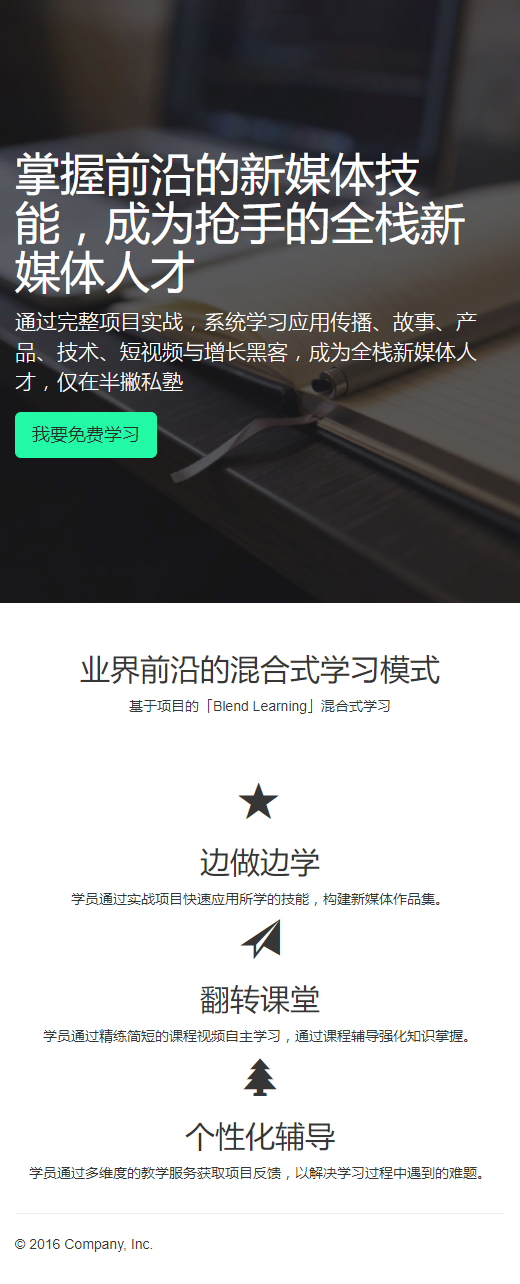 掌握前沿的新媒体技
能，成为抢手的全栈新
媒体人才
通过完整项目实战，系统学习应用传播、故事、产
品、技术、短视频与增长黑客，成为全栈新媒体人
才，仅在半撇私塾
我要免费学习
业界前沿的混合式学习模式
基于项目的「Blend Learning」混合式学习
边做边学
学员通过实战项目快速应用所学的技能，构建新媒体作品集。
翻转课堂
学员通过精练简短的课程视频自主学习，通过课程辅导强化知识掌握。
个性化辅导
学员通过多维度的教学服务获取项目反馈，以解决学习过程中遇到的难题。
© 2016 Company, Inc.